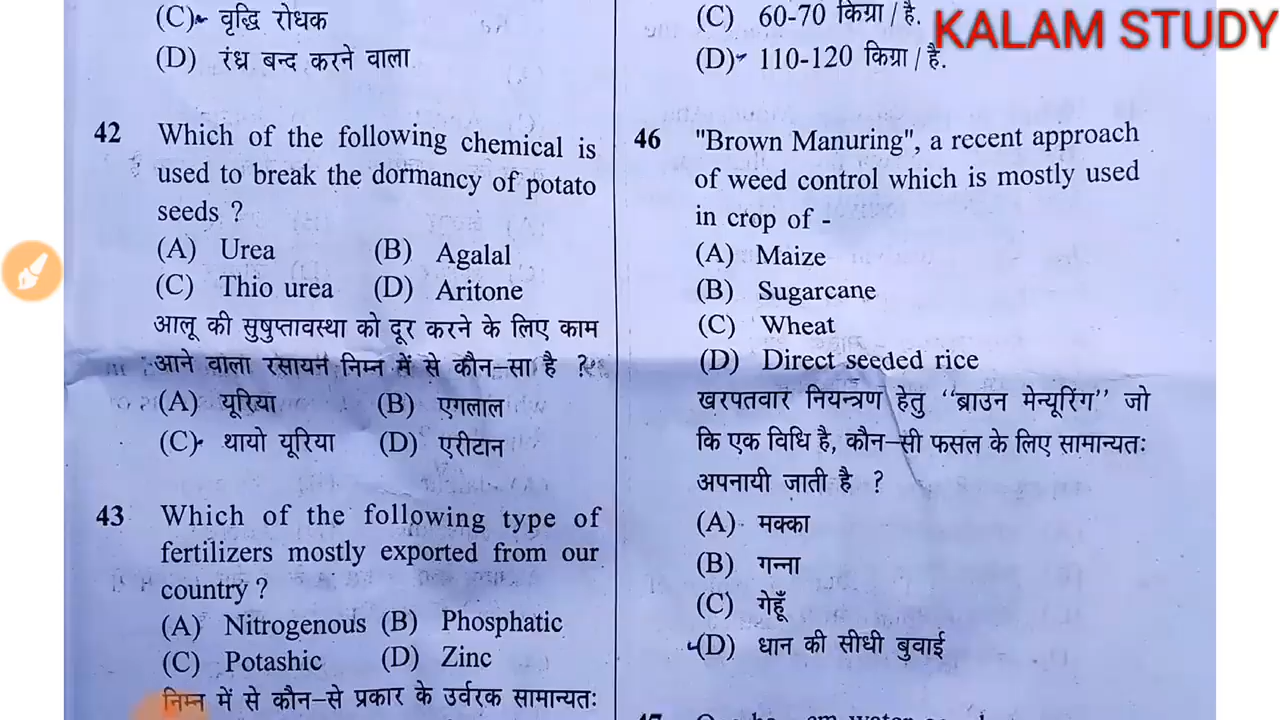 KALAM STUDY
(C) वृद्धि रोधक
(D) रंध्र बन्द करने वाला
42 Which of the following chemical is
used to break the dormancy of potato
seeds ?
(A) Urea (B) Agalal
(C) Thio urea (D) Aritone
आलू की सुषुप्तावस्था को दूर करने के लिए काम
आने वाला रसायन निम्न में से कौन-सा है ?
(A) यूरिया (B) एगलाल
(C) थायो यूरिया (D) एरीटान
43 Which of the following type of
fertilizers mostly exported from our
country ?
(A) Nitrogenous (B) Phosphatic
(C) Potashic (D) Zinc
निम्न में से कौन-से प्रकार के उर्वरक सामान्यतः
(C) 60-70 किग्रा / है.
(D) 110-120 किग्रा / है.
46 "Brown Manuring", a recent approach
of weed control which is mostly used
in crop of -
(A) Maize
(B) Sugarcane
(C) Wheat
(D) Direct seeded rice
खरपतवार नियन्त्रण हेतु “ब्राउन मेन्यूरिंग” जो
कि एक विधि है, कौन-सी फसल के लिए सामान्यतः
अपनायी जाती है ?
(A) मक्का
(B) गन्ना
(C) गेहूँ
(D) धान की सीधी बुवाई